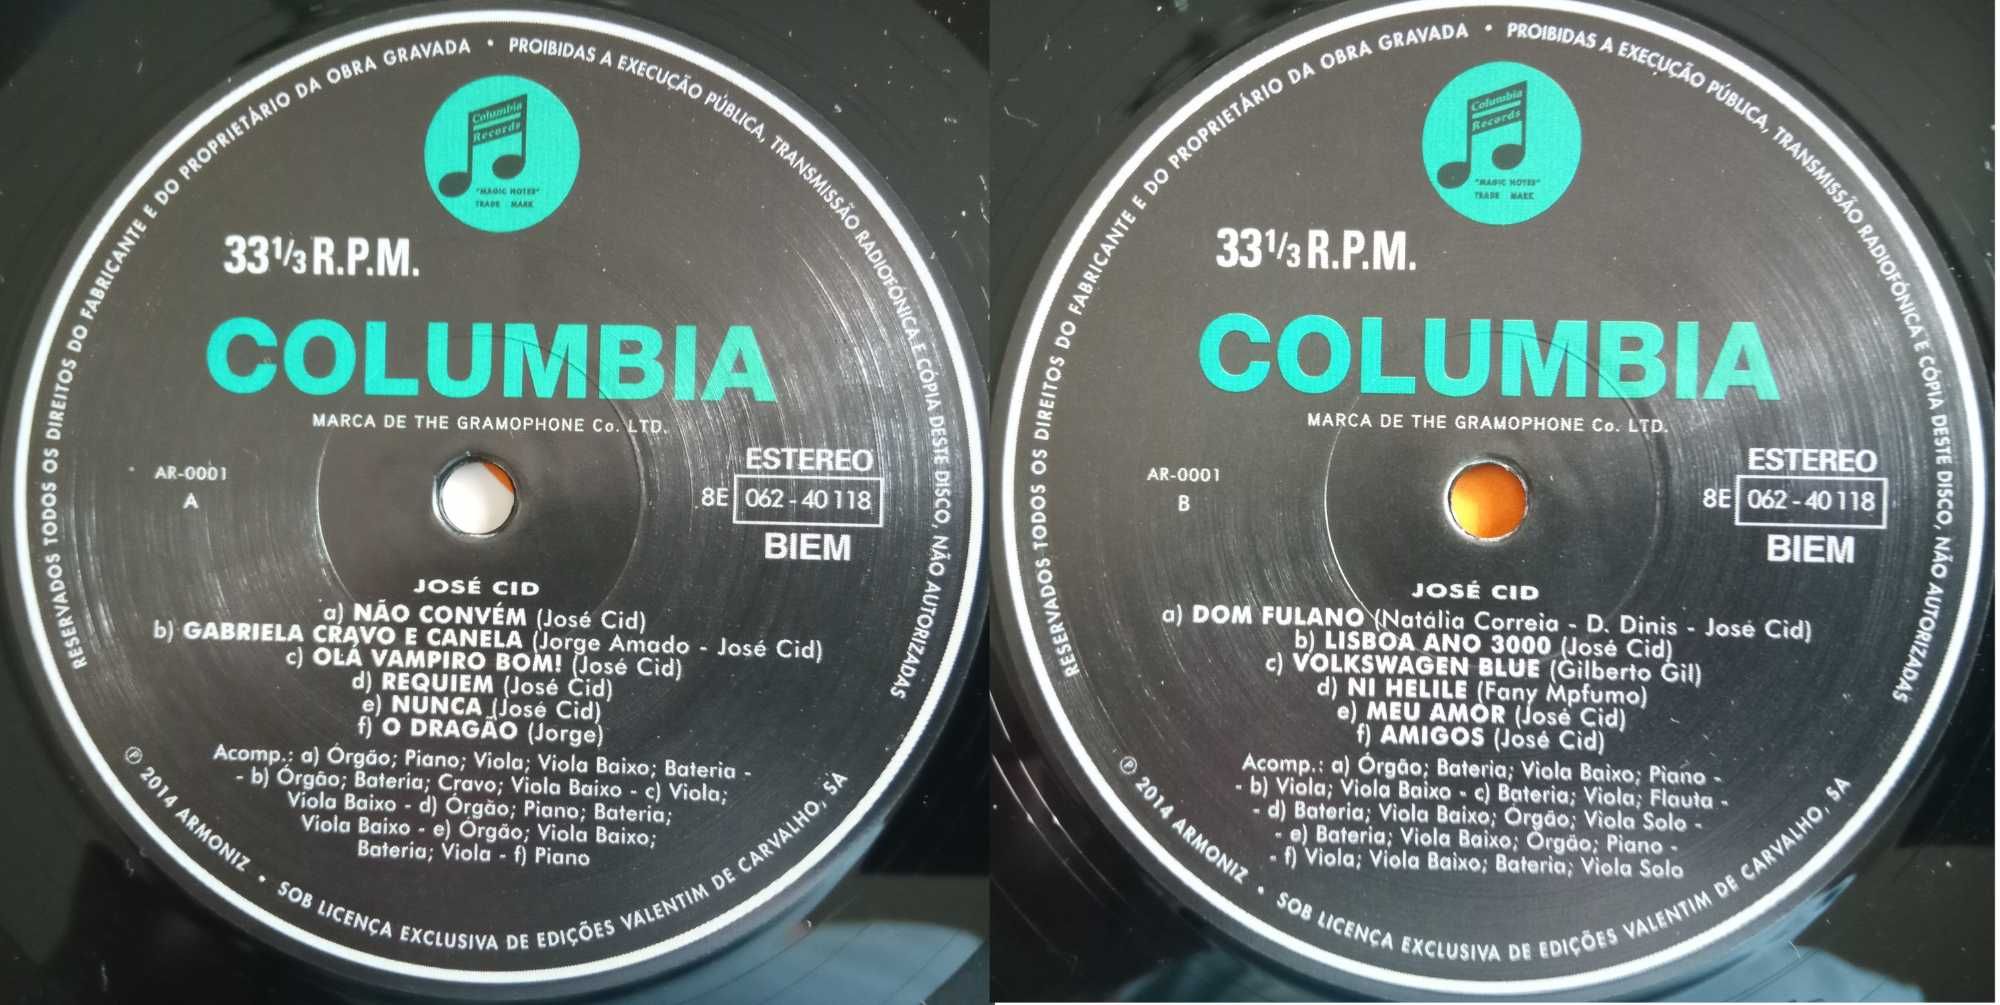 RESERVADOS TODOS OS DIREITOS DO FABRICANTE E DO PROPRIETÁRIO DA OBRA GRAVADA • PROIBIDAS A EXECUÇÃO PÚBLICA, TRANSMISSÃO RADIOFÓNICA E CÓPIA DESTE DISCO, NÃO AUTORIZADAS
Columbia
Records
"MAGIC NOTES"
TRADE MARK
33 1/3 R.P.M.
COLUMBIA
MARCA DE THE GRAMOPHONE Co. LTD.
AR-0001
A
ESTEREO
8E 062 - 40 118
BIEM
JOSÉ CID
a) NÃO CONVÉM (José Cid)
b) GABRIELA CRAVO E CANELA (Jorge Amado - José Cid)
c) OLÁ VAMPIRO BOM! (José Cid)
d) REQUIEM (José Cid)
e) NUNCA (José Cid)
f) O DRAGÃO (Jorge)
Acomp.: a) Órgão; Piano; Viola; Viola Baixo; Bateria -
- b) Órgão; Bateria; Cravo; Viola Baixo - c) Viola;
Viola Baixo - d) Órgão; Piano; Bateria;
Viola Baixo - e) Órgão; Viola Baixo;
Bateria; Viola - f) Piano
℗ 2014 ARMONIZ • SOB LICENÇA EXCLUSIVA DE EDIÇÕES VALENTIM DE CARVALHO, SA
RESERVADOS TODOS OS DIREITOS DO FABRICANTE E DO PROPRIETÁRIO DA OBRA GRAVADA • PROIBIDAS A EXECUÇÃO PÚBLICA, TRANSMISSÃO RADIOFÓNICA E CÓPIA DESTE DISCO, NÃO AUTORIZADAS
Columbia
Records
"MAGIC NOTES"
TRADE MARK
33 1/3 R.P.M.
COLUMBIA
MARCA DE THE GRAMOPHONE Co. LTD.
AR-0001
B
ESTEREO
8E 062 - 40 118
BIEM
JOSÉ CID
a) DOM FULANO (Natália Correia - D. Dinis - José Cid)
b) LISBOA ANO 3000 (José Cid)
c) VOLKSWAGEN BLUE (Gilberto Gil)
d) NI HELILE (Fany Mpfumo)
e) MEU AMOR (José Cid)
f) AMIGOS (José Cid)
Acomp.: a) Órgão; Bateria; Viola Baixo; Piano -
- b) Viola; Viola Baixo - c) Bateria; Viola; Flauta -
- d) Bateria; Viola Baixo; Órgão; Viola Solo -
- e) Bateria; Viola Baixo; Órgão; Piano -
- f) Viola; Viola Baixo; Bateria; Viola Solo
℗ 2014 ARMONIZ • SOB LICENÇA EXCLUSIVA DE EDIÇÕES VALENTIM DE CARVALHO, SA